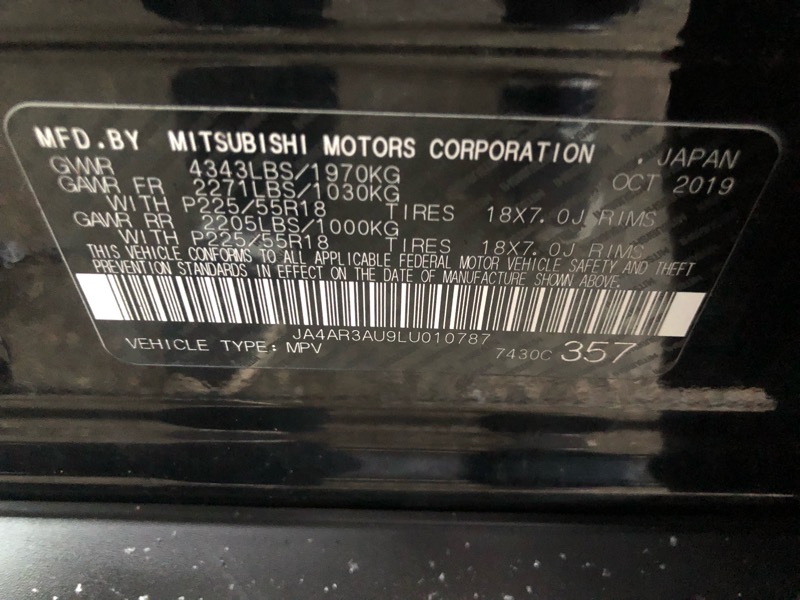 MFD.BY MITSUBISHI MOTORS CORPORATION , JAPAN
GVWR 4343LBS/1970KG OCT 2019
GAWR FR 2271LBS/1030KG
WITH P225/55R18 TIRES 18X7.0J RIMS
GAWR RR 2205LBS/1000KG
WITH P225/55R18 TIRES 18X7.0J RIMS
THIS VEHICLE CONFORMS TO ALL APPLICABLE FEDERAL MOTOR VEHICLE SAFETY AND THEFT
PREVENTION STANDARDS IN EFFECT ON THE DATE OF MANUFACTURE SHOWN ABOVE.
JA4AR3AU9LU010787
VEHICLE TYPE: MPV 7430C 357